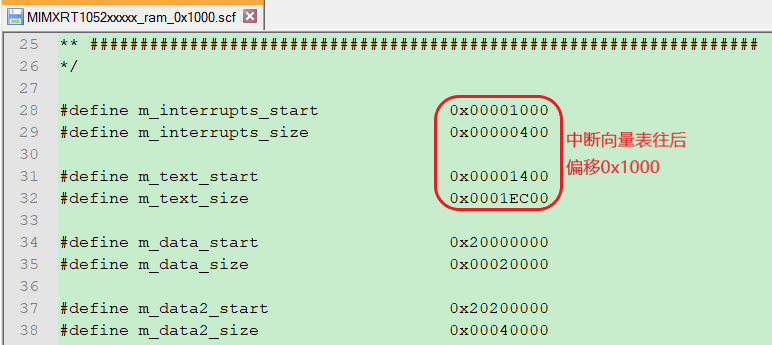 MIMXRT1052xxxxx_ram_0x1000.scf
25 ** ###################################################################
26 */
27
28 #define m_interrupts_start 0x00001000
29 #define m_interrupts_size 0x00000400
30
31 #define m_text_start 0x00001400
32 #define m_text_size 0x0001EC00
33
34 #define m_data_start 0x20000000
35 #define m_data_size 0x00020000
36
37 #define m_data2_start 0x20200000
38 #define m_data2_size 0x00040000
中断向量表往后
偏移0x1000